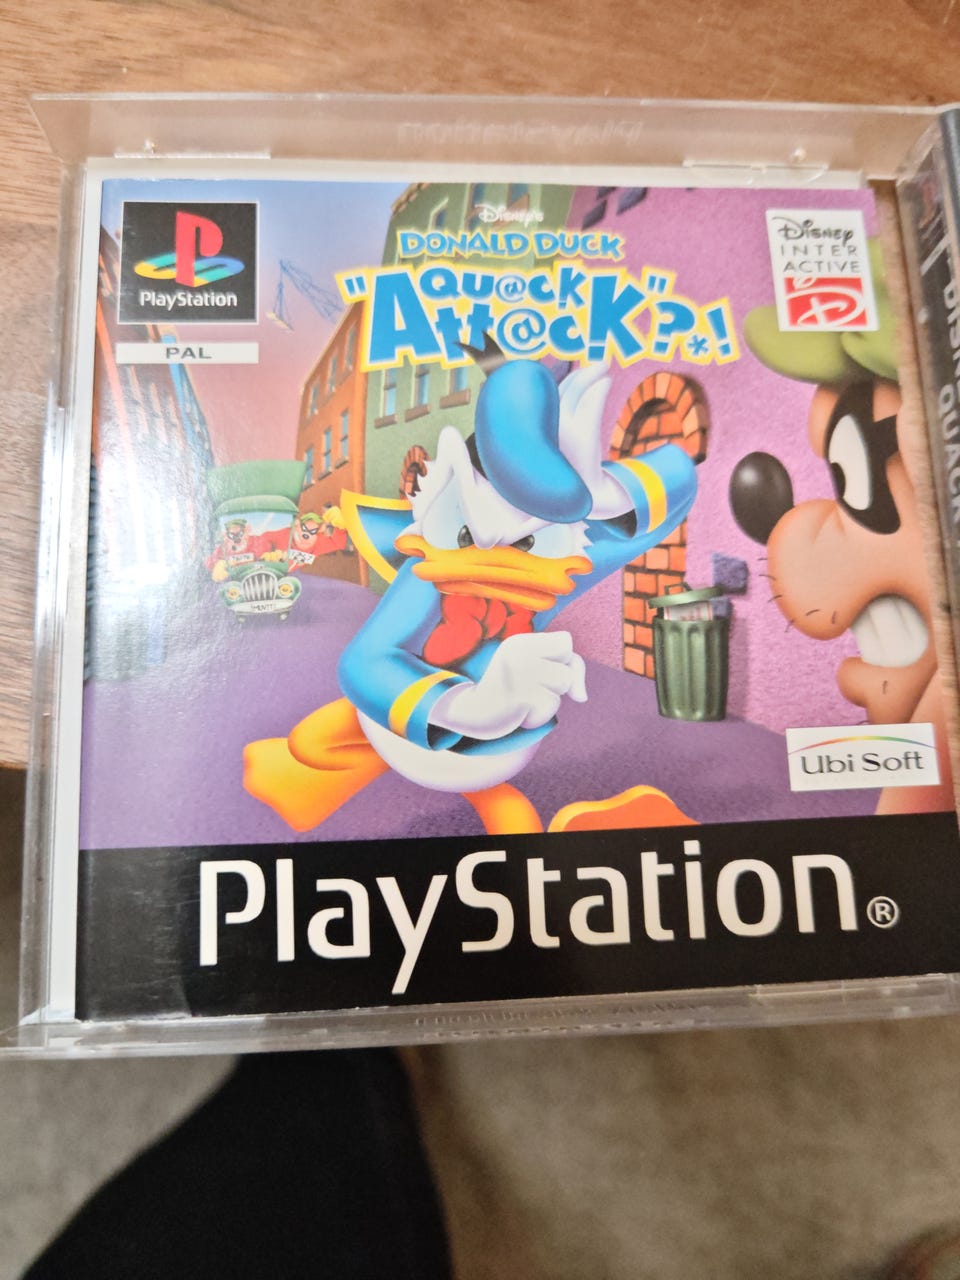 PlayStation
PAL
Disney's
DONALD DUCK
"QU@cK
Att@cK"?*!
Disney
INTER
ACTIVE
Ubi Soft
PlayStation®